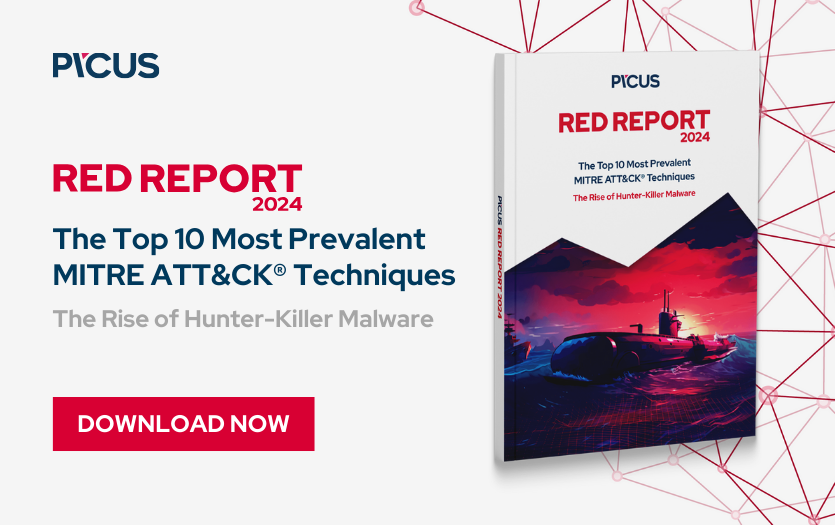 PICUS
RED REPORT
2024
The Top 10 Most Prevalent
MITRE ATT&CK® Techniques
The Rise of Hunter-Killer Malware
DOWNLOAD NOW
PICUS
RED REPORT
2024
The Top 10 Most Prevalent
MITRE ATT&CK® Techniques
The Rise of Hunter-Killer Malware
PICUS RED REPORT 2024